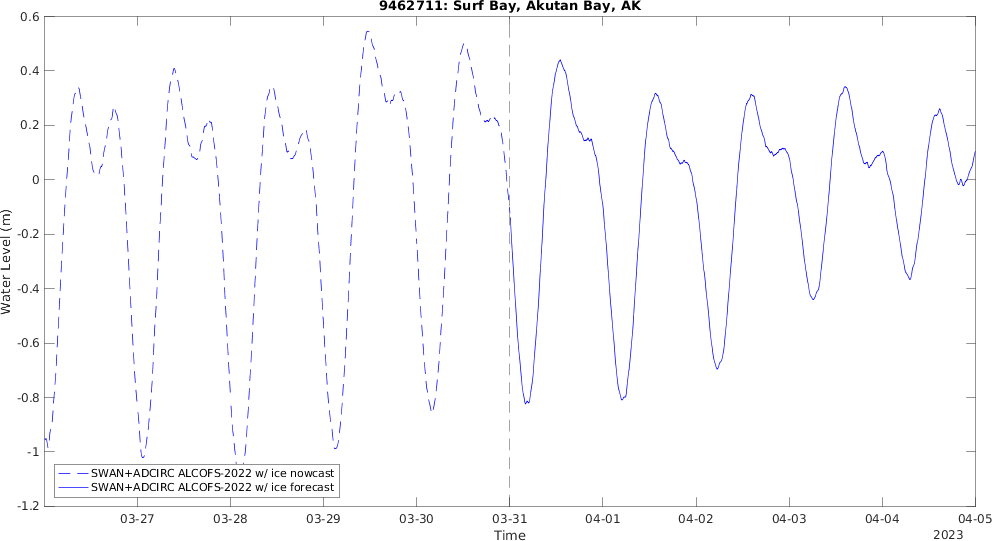 9462711: Surf Bay, Akutan Bay, AK
0.6
0.4
0.2
0
-0.2
-0.4
-0.6
-0.8
-1
-1.2
Water Level (m)
SWAN+ADCIRC ALCOFS-2022 w/ ice nowcast
SWAN+ADCIRC ALCOFS-2022 w/ ice forecast
03-27 03-28 03-29 03-30 03-31 04-01 04-02 04-03 04-04 04-05
Time
2023